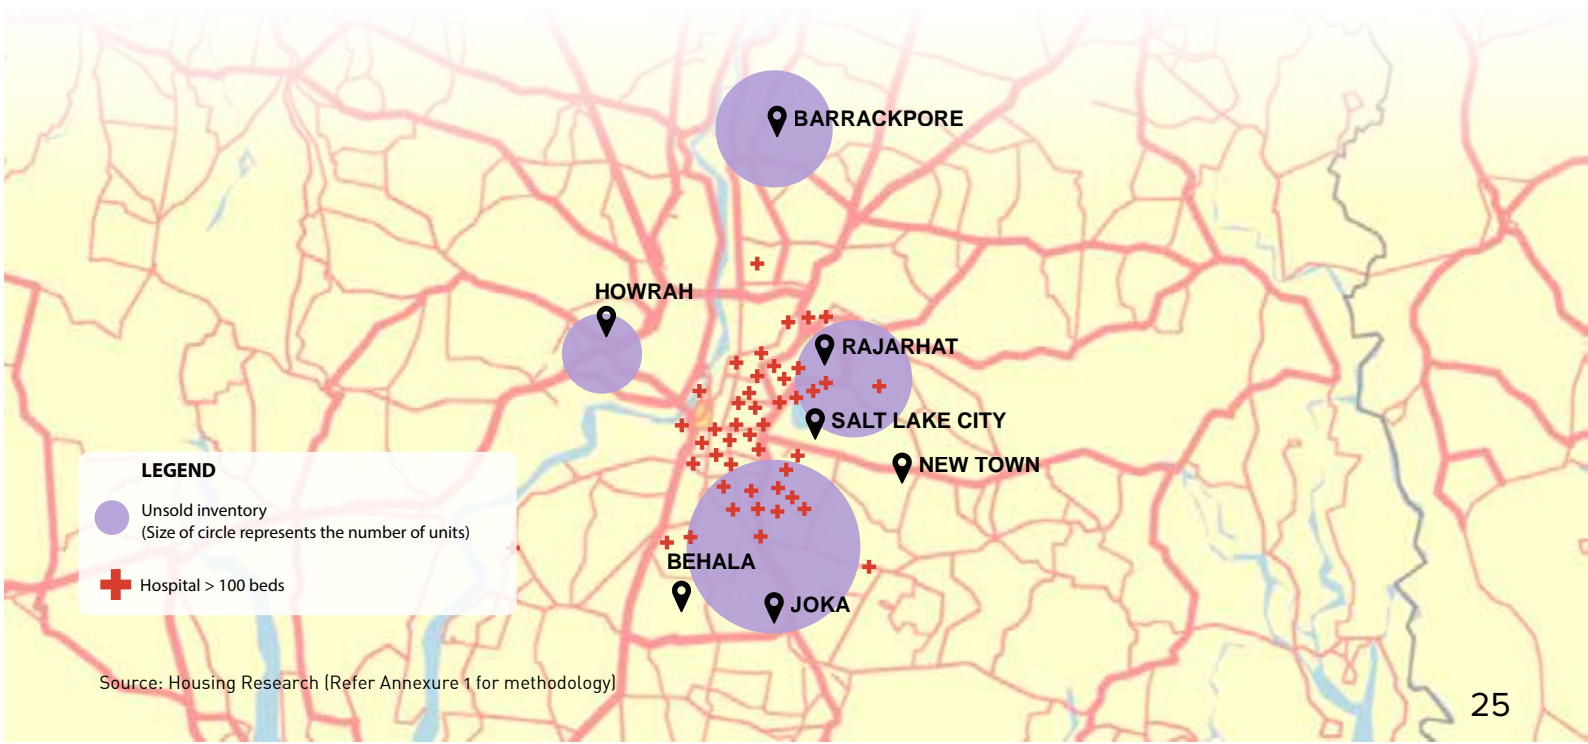 BARRACKPORE
HOWRAH
RAJARHAT
SALT LAKE CITY
NEW TOWN
LEGEND
Unsold inventory
(Size of circle represents the number of units)
Hospital > 100 beds
BEHALA
JOKA
Source: Housing Research (Refer Annexure 1 for methodology)
25